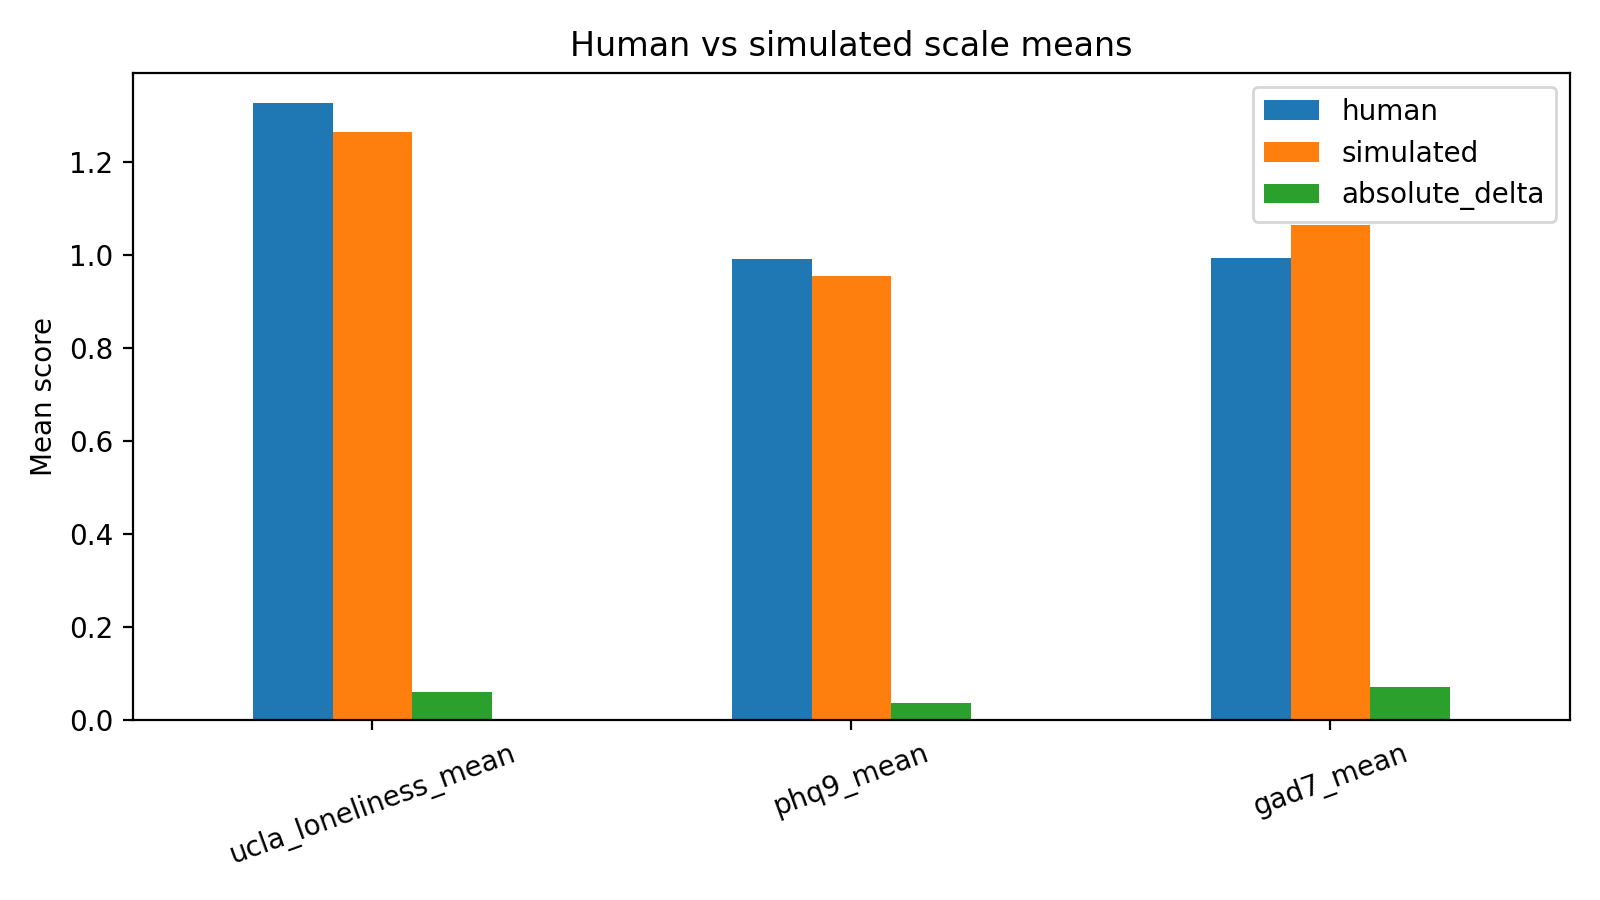 Human vs simulated scale means
human
simulated
absolute_delta
Mean score
1.2
1.0
0.8
0.6
0.4
0.2
0.0
ucla_loneliness_mean
phq9_mean
gad7_mean